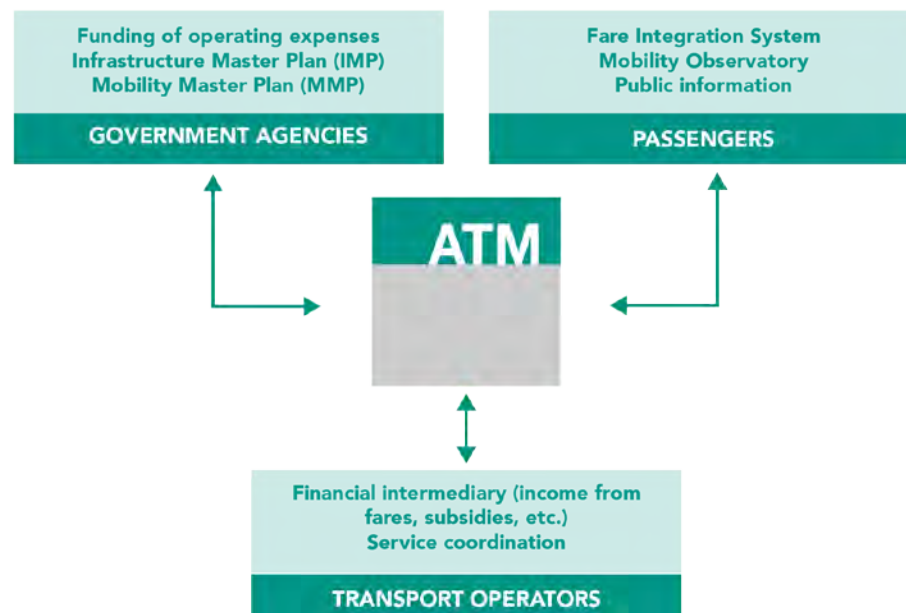 Funding of operating expenses
Infrastructure Master Plan (IMP)
Mobility Master Plan (MMP)
GOVERNMENT AGENCIES
Fare Integration System
Mobility Observatory
Public information
PASSENGERS
ATM
Financial intermediary (income from
fares, subsidies, etc.)
Service coordination
TRANSPORT OPERATORS